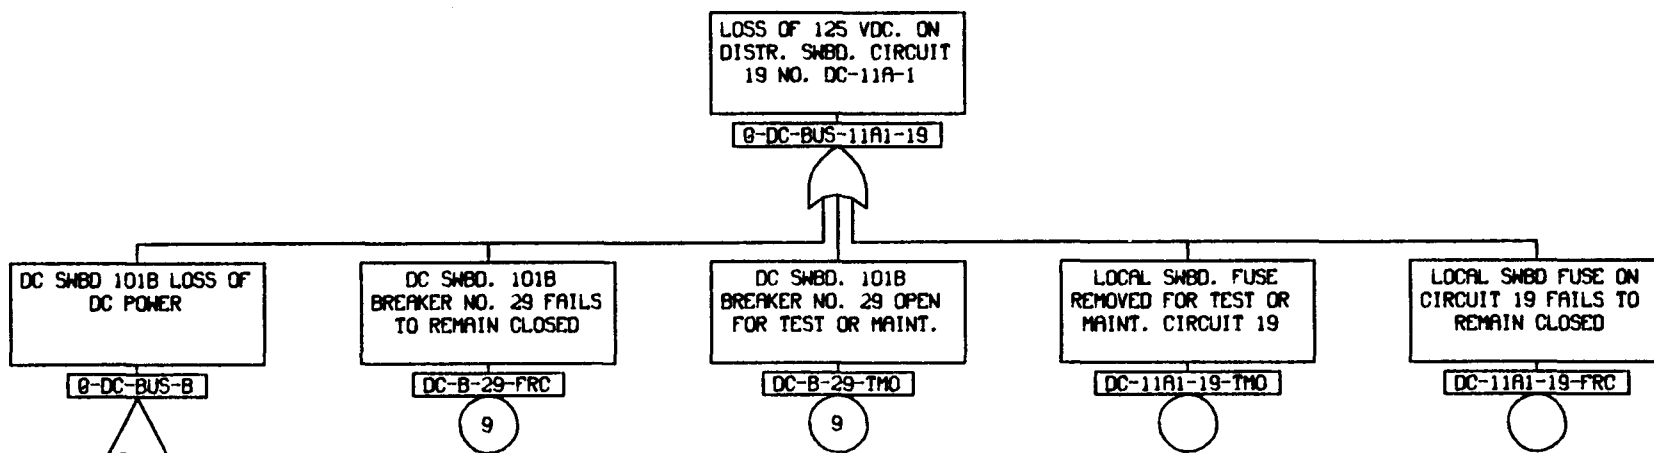 LOSS OF 125 VDC. ON
DISTR. SWBD. CIRCUIT
19 NO. DC-11A-1
@-DC-BUS-11A1-19
DC SWBD 101B LOSS OF
DC POWER
@-DC-BUS-B
DC SWBD. 101B
BREAKER NO. 29 FAILS
TO REMAIN CLOSED
DC-B-29-FRC
9
DC SWBD. 101B
BREAKER NO. 29 OPEN
FOR TEST OR MAINT.
DC-B-29-TMO
9
LOCAL SWBD. FUSE
REMOVED FOR TEST OR
MAINT. CIRCUIT 19
DC-11A1-19-TMO
LOCAL SWBD FUSE ON
CIRCUIT 19 FAILS TO
REMAIN CLOSED
DC-11A1-19-FRC